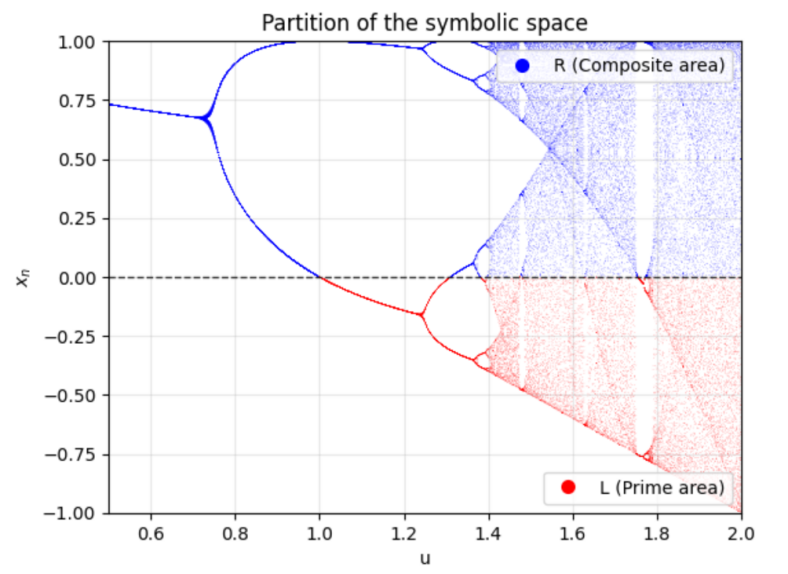 Partition of the symbolic space
1.00
R (Composite area)
0.75
0.50
0.25
0.00
xₙ
−0.25
−0.50
−0.75
L (Prime area)
−1.00
0.6 0.8 1.0 1.2 1.4 1.6 1.8 2.0
u